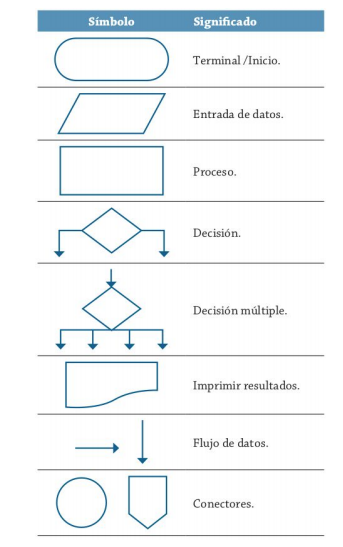 Símbolo Significado
Terminal /Inicio.
Entrada de datos.
Proceso.
Decisión.
Decisión múltiple.
Imprimir resultados.
Flujo de datos.
Conectores.